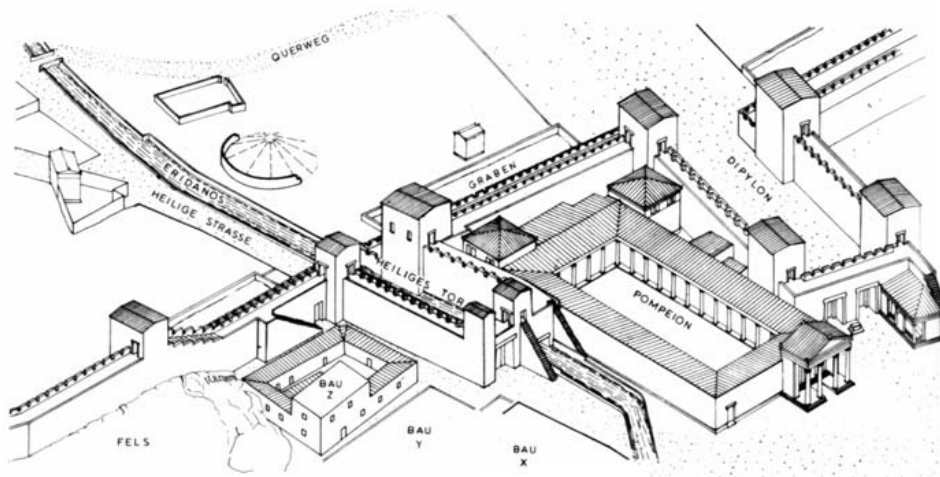 QUERWEG
ERIDANOS
HEILIGE STRASSE
GRABEN
DIPYLON
HEILIGES TOR
POMPEION
BAU
Z
BAU
Y
BAU
X
FELS